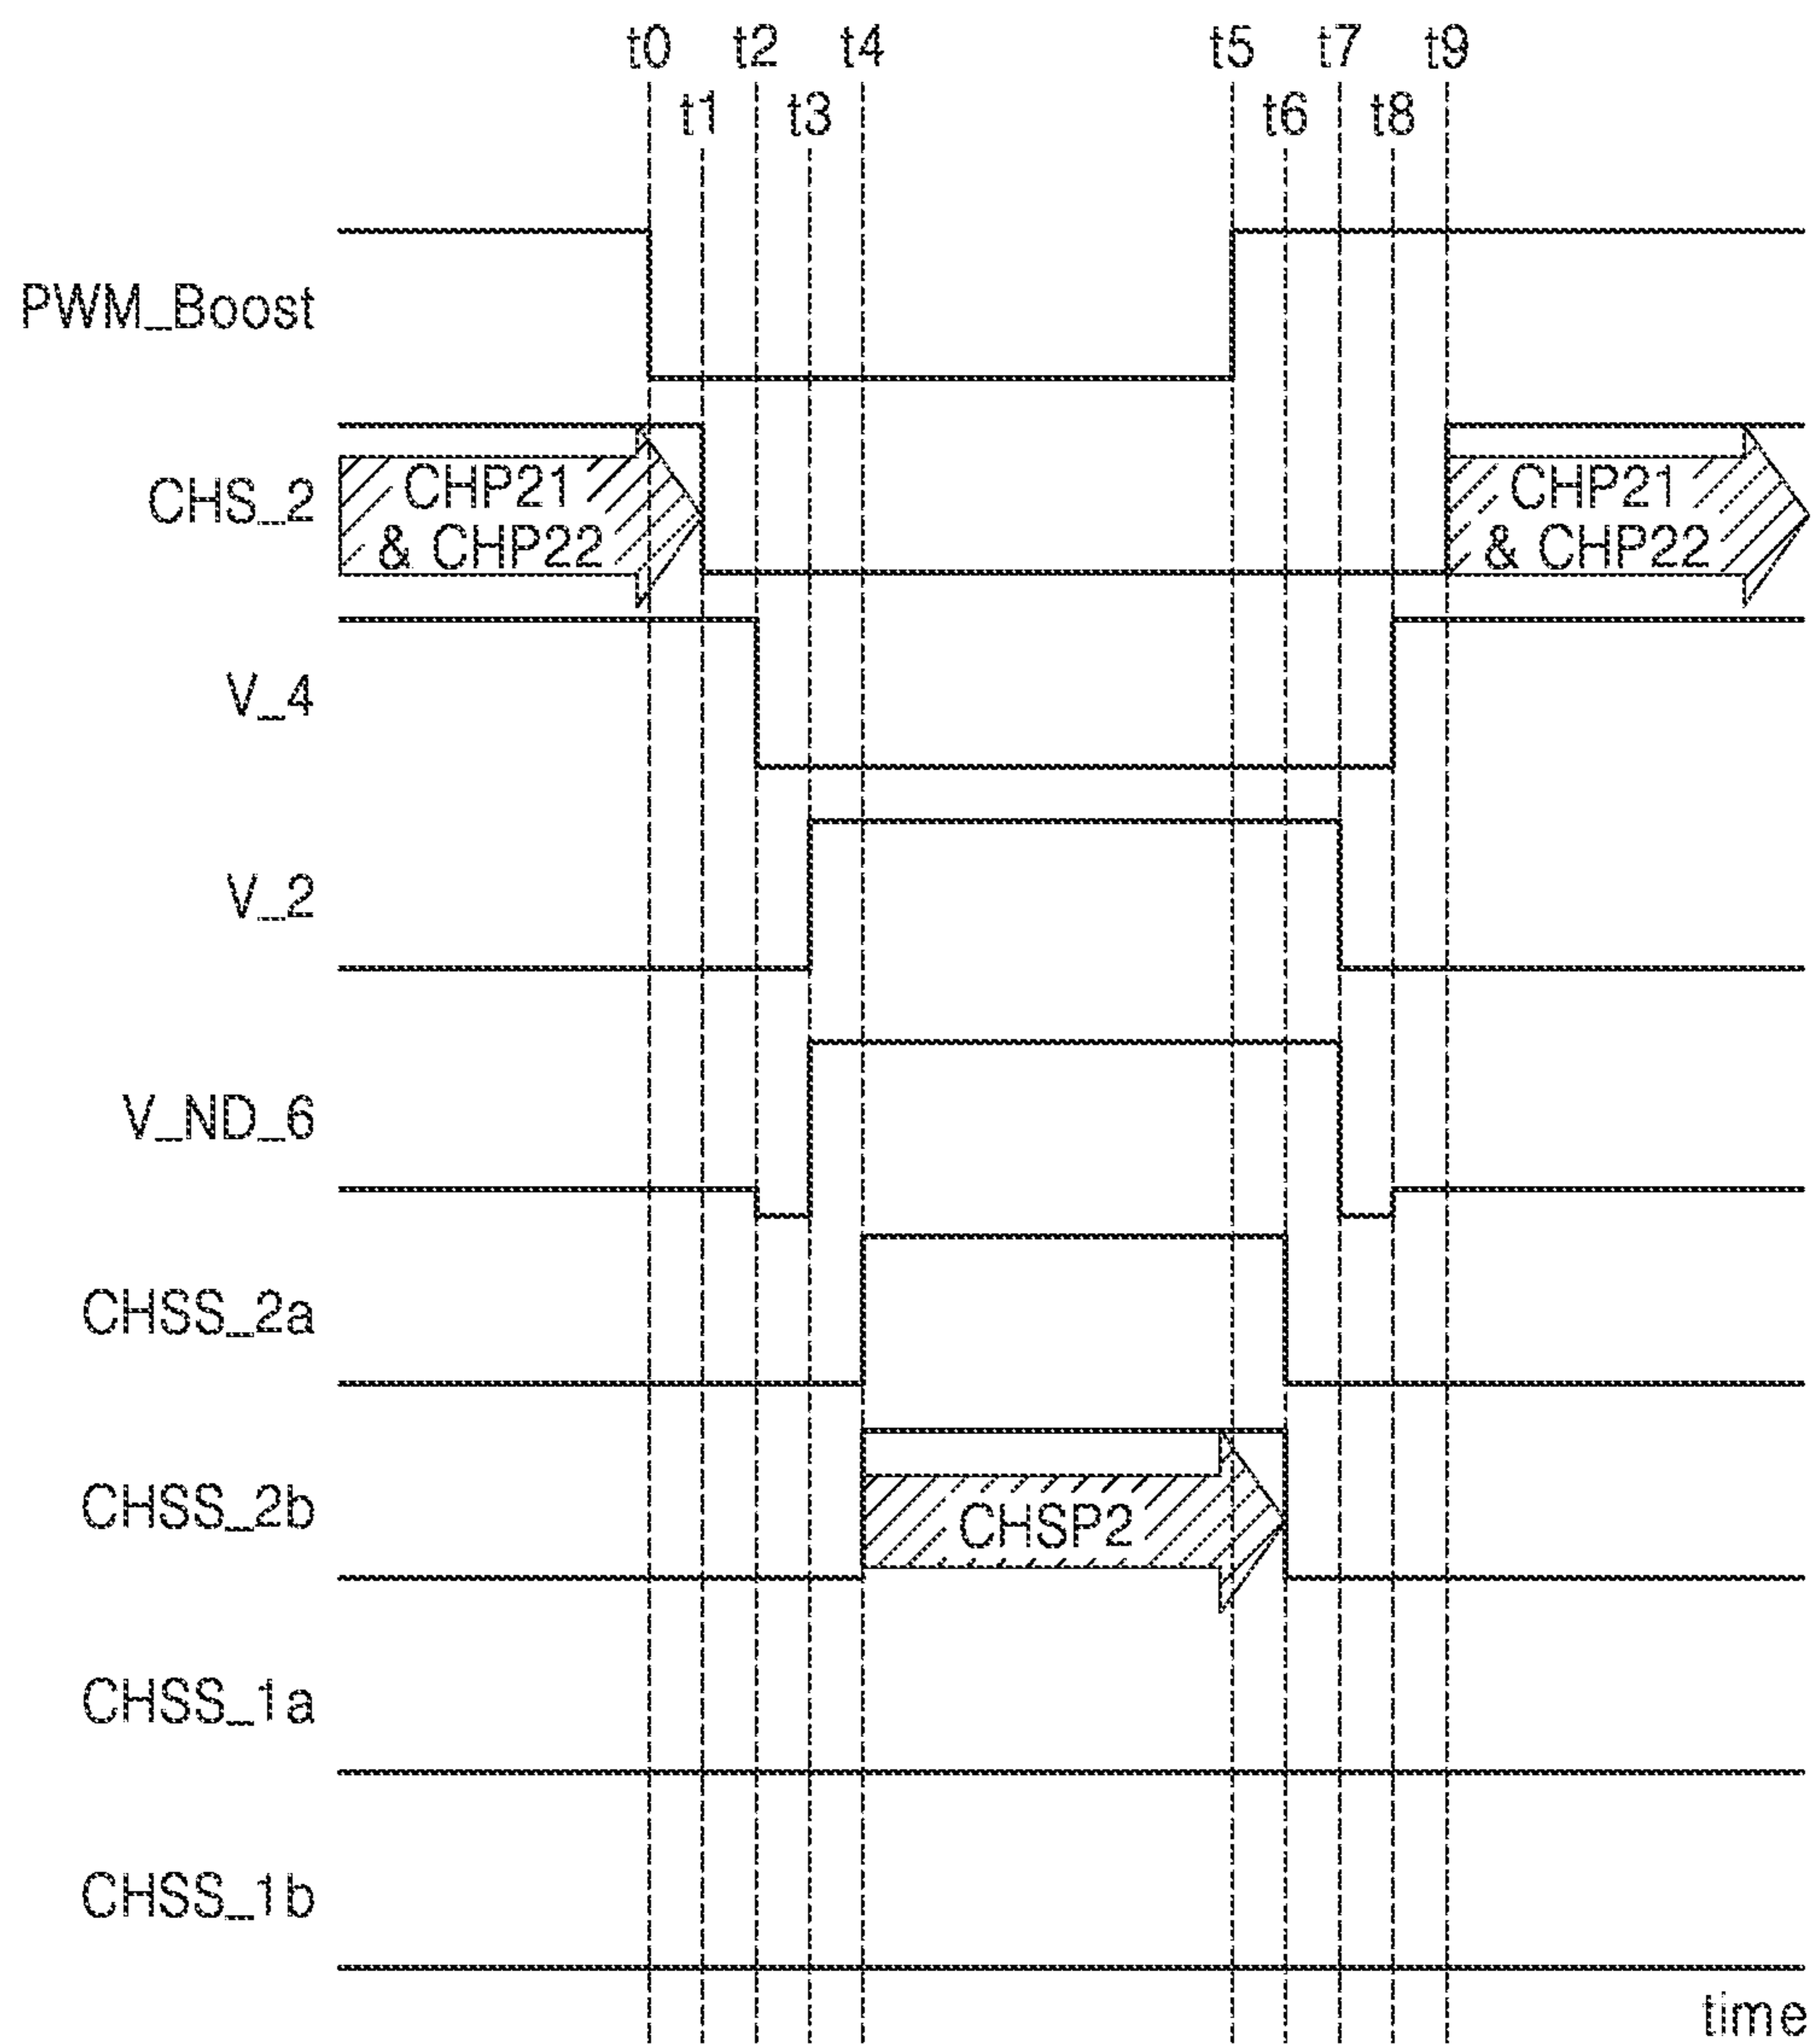 t0 t2 t4 t5 t7 t9
t1 t3 t6 t8
PWM_Boost
CHS_2
CHP21
& CHP22
CHP21
& CHP22
V_4
V_2
V_ND_6
CHSS_2a
CHSS_2b
CHSP2
CHSS_1a
CHSS_1b
time